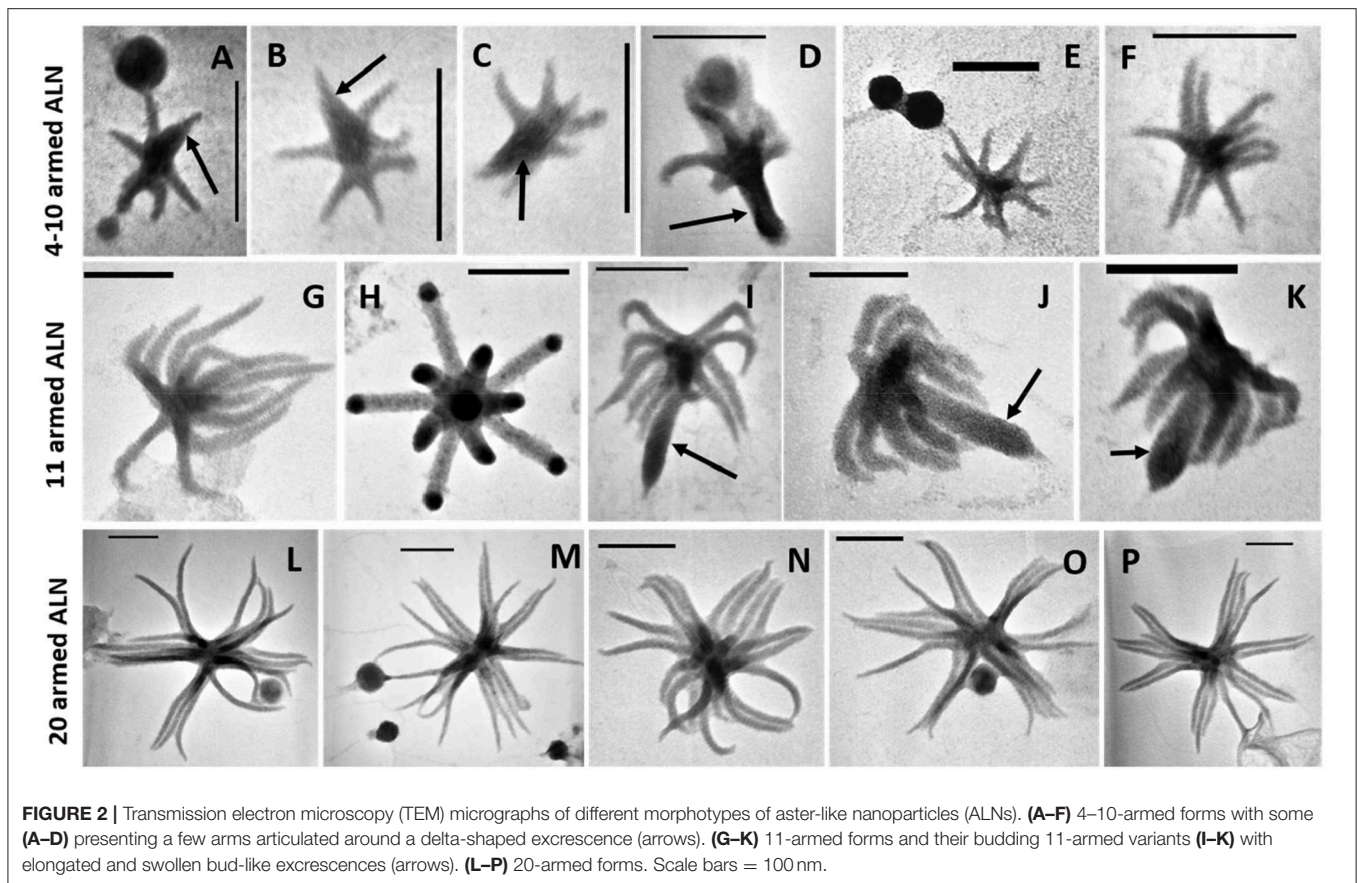 4-10 armed ALN
A
B
C
D
E
F
11 armed ALN
G
H
I
J
K
20 armed ALN
L
M
N
O
P
FIGURE 2 | Transmission electron microscopy (TEM) micrographs of different morphotypes of aster-like nanoparticles (ALNs). (A–F) 4–10-armed forms with some
(A–D) presenting a few arms articulated around a delta-shaped excrescence (arrows). (G–K) 11-armed forms and their budding 11-armed variants (I–K) with
elongated and swollen bud-like excrescences (arrows). (L–P) 20-armed forms. Scale bars = 100 nm.